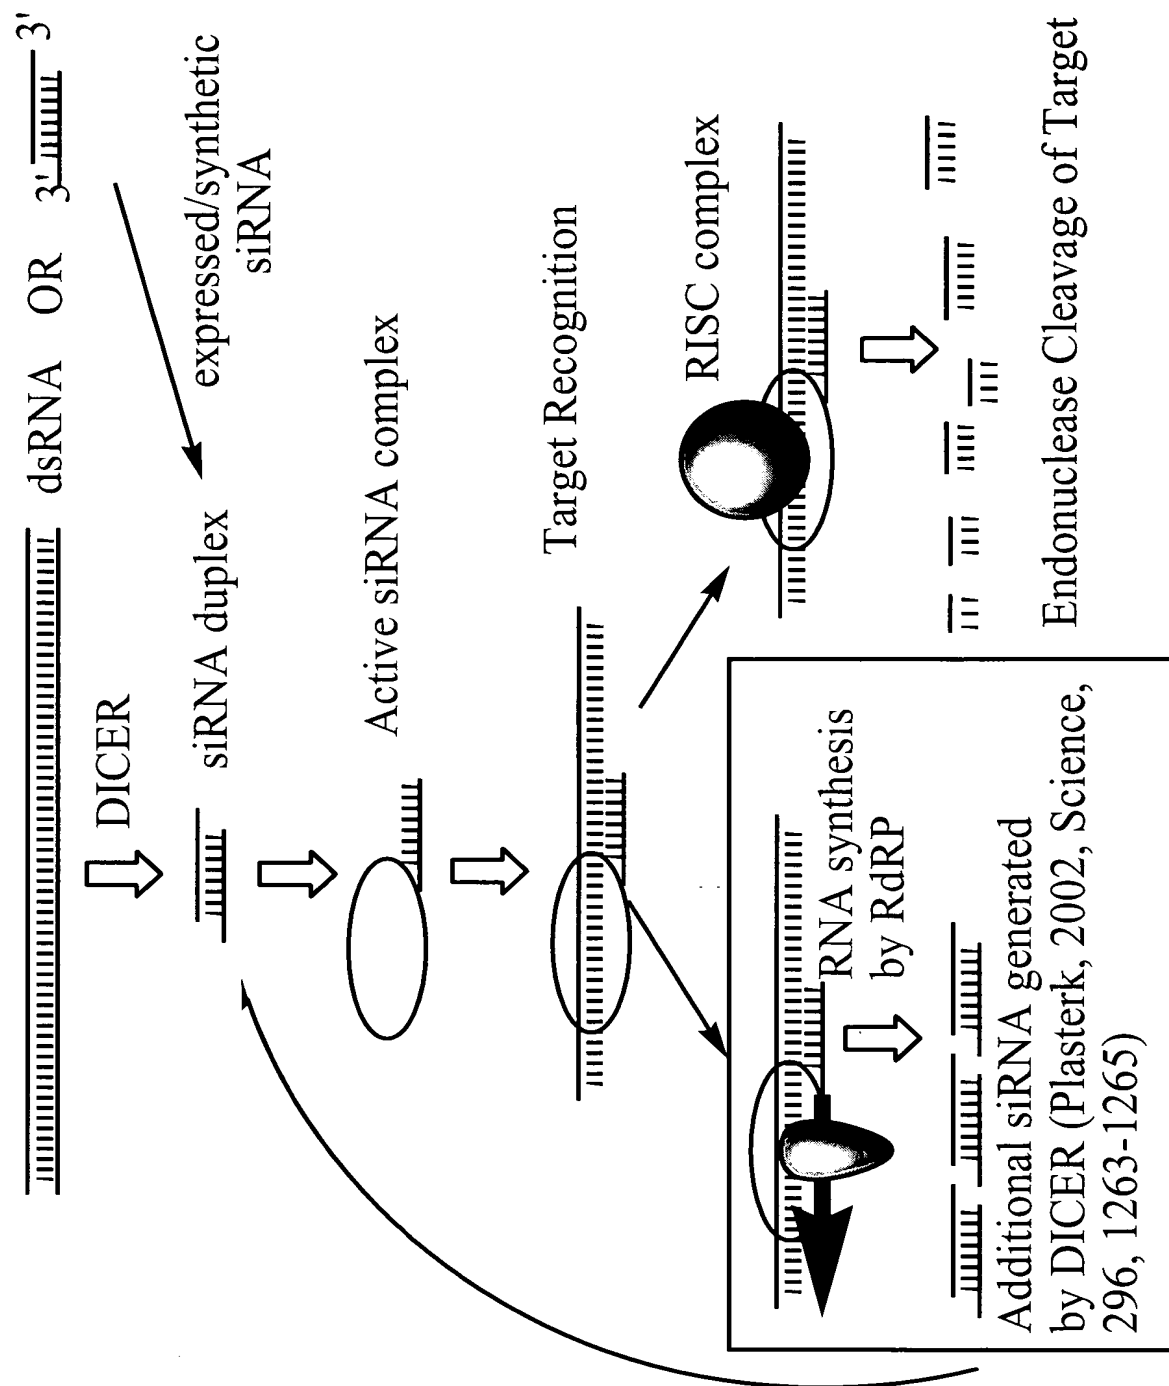 dsRNA OR 3' 3'
DICER
siRNA duplex
expressed/synthetic
siRNA
Active siRNA complex
Target Recognition
RISC complex
RNA synthesis
by RdRP
Additional siRNA generated
by DICER (Plasterk, 2002, Science,
296, 1263-1265)
Endonuclease Cleavage of Target